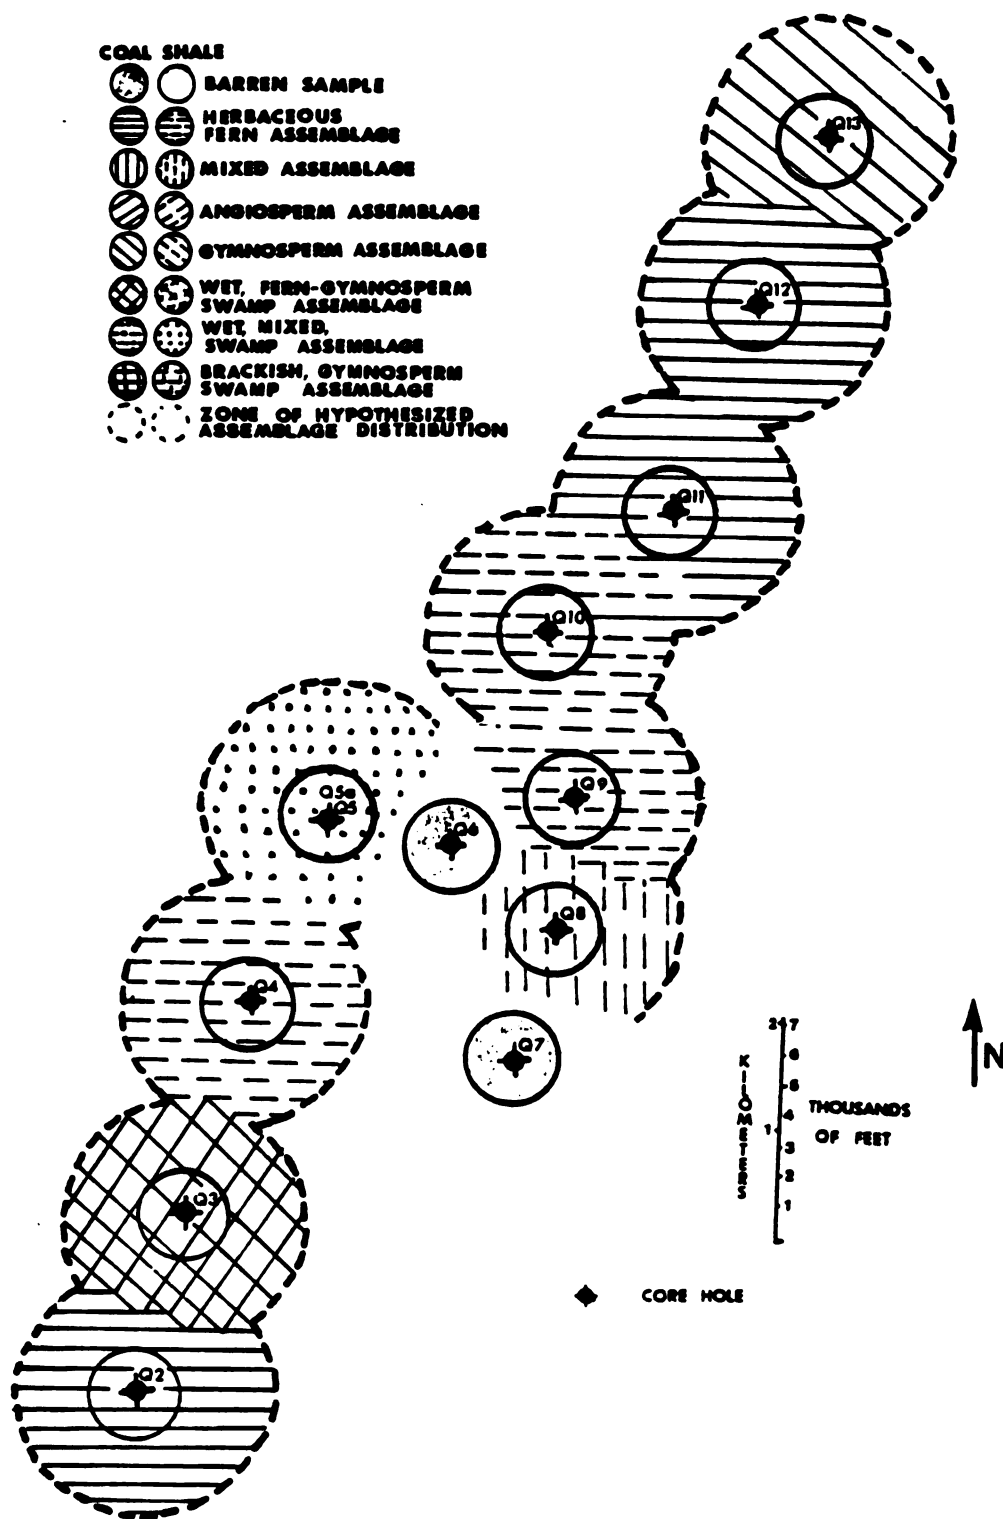 COAL SHALE
BARREN SAMPLE
HERBACEOUS
FERN ASSEMBLAGE
MIXED ASSEMBLAGE
ANGIOSPERM ASSEMBLAGE
GYMNOSPERM ASSEMBLAGE
WET, FERN-GYMNOSPERM
SWAMP ASSEMBLAGE
WET, MIXED,
SWAMP ASSEMBLAGE
BRACKISH, GYMNOSPERM
SWAMP ASSEMBLAGE
ZONE OF HYPOTHESIZED
ASSEMBLAGE DISTRIBUTION
Q13
Q12
Q11
Q10
Q9
Q5a
Q5
Q6
Q8
Q4
Q7
Q3
Q2
2 7
6
5
4
1
3
2
1
KILOMETERS
THOUSANDS
OF FEET
N
CORE HOLE